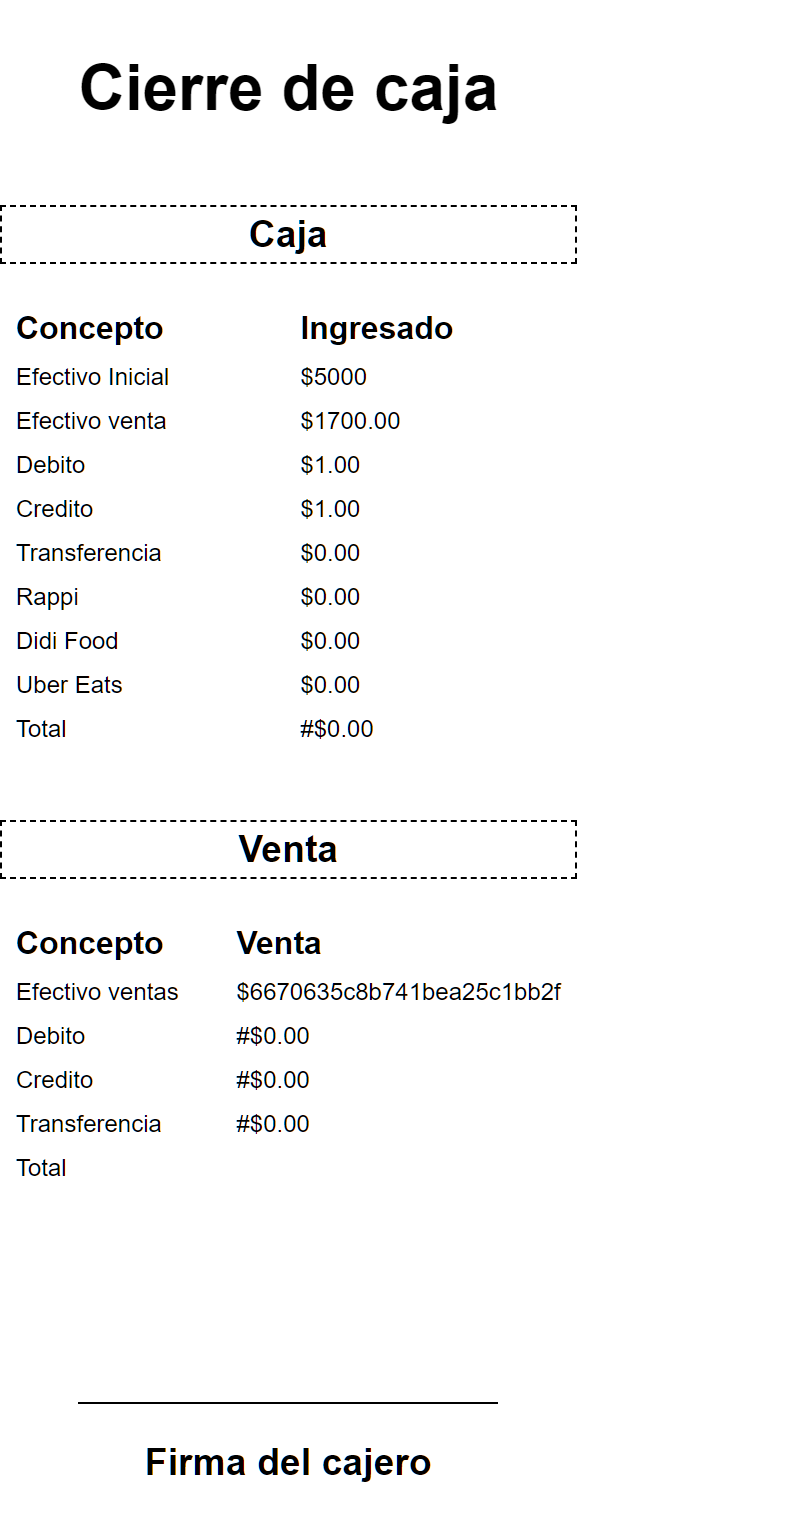 Cierre de caja
Caja
Concepto Ingresado
Efectivo Inicial $5000
Efectivo venta $1700.00
Debito $1.00
Credito $1.00
Transferencia $0.00
Rappi $0.00
Didi Food $0.00
Uber Eats $0.00
Total #$0.00
Venta
Concepto Venta
Efectivo ventas $6670635c8b741bea25c1bb2f
Debito #$0.00
Credito #$0.00
Transferencia #$0.00
Total
Firma del cajero